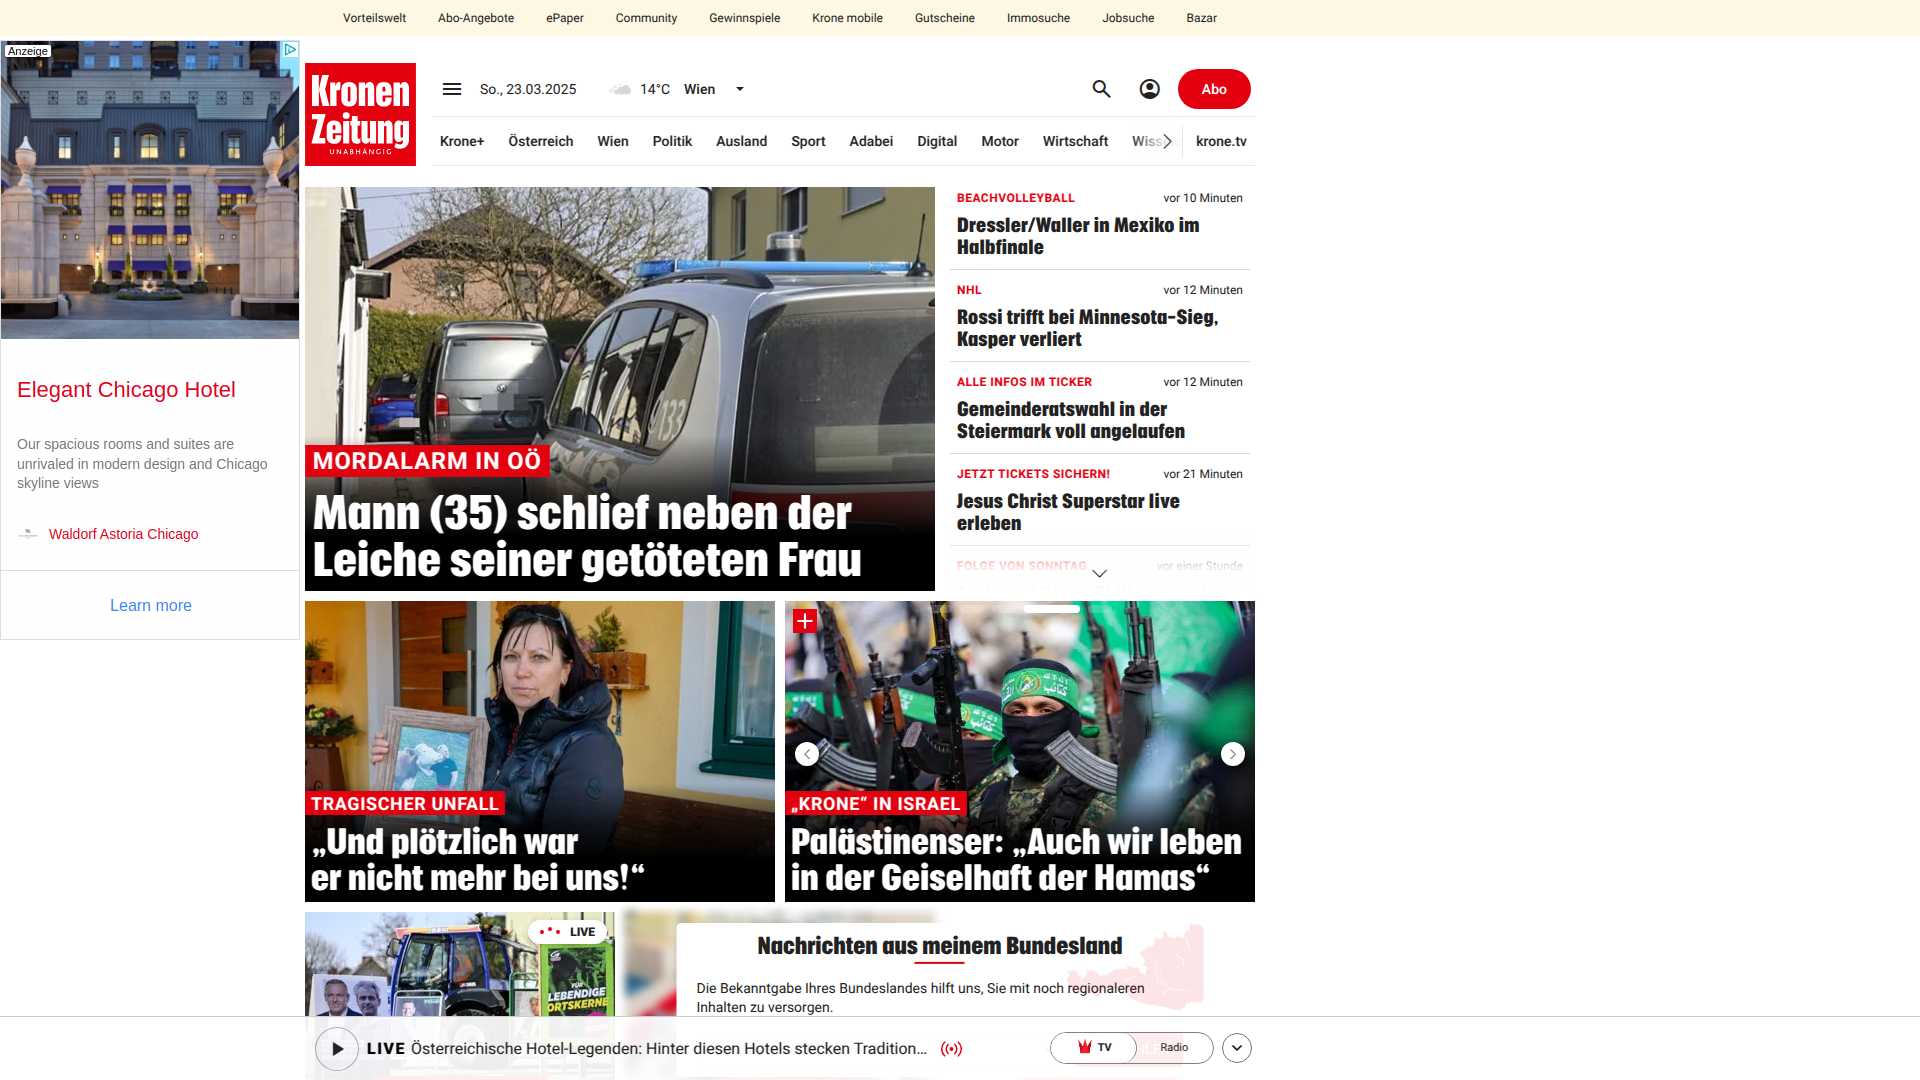 Vorteilswelt
Abo-Angebote
ePaper
Community
Gewinnspiele
Krone mobile
Gutscheine
Immosuche
Jobsuche
Bazar
Anzeige
Elegant Chicago Hotel
Our spacious rooms and suites are
unrivaled in modern design and Chicago
skyline views
Waldorf Astoria Chicago
Learn more
Kronen
Zeitung
UNABHÄNGIG
So., 23.03.2025
14°C
Wien
Abo
Krone+
Österreich
Wien
Politik
Ausland
Sport
Adabei
Digital
Motor
Wirtschaft
Wiss
krone.tv
133
MORDALARM IN OÖ
Mann (35) schlief neben der
Leiche seiner getöteten Frau
BEACHVOLLEYBALL
vor 10 Minuten
Dressler/Waller in Mexiko im
Halbfinale
NHL
vor 12 Minuten
Rossi trifft bei Minnesota-Sieg,
Kasper verliert
ALLE INFOS IM TICKER
vor 12 Minuten
Gemeinderatswahl in der
Steiermark voll angelaufen
JETZT TICKETS SICHERN!
vor 21 Minuten
Jesus Christ Superstar live
erleben
FOLGE VON SONNTAG
vor einer Stunde
TRAGISCHER UNFALL
„Und plötzlich war
er nicht mehr bei uns!“
„KRONE“ IN ISRAEL
Palästinenser: „Auch wir leben
in der Geiselhaft der Hamas“
LIVE
FÜR
LEBENDIGE
ORTSKERNE
Nachrichten aus meinem Bundesland
Die Bekanntgabe Ihres Bundeslandes hilft uns, Sie mit noch regionaleren
Inhalten zu versorgen.
LIVE Österreichische Hotel-Legenden: Hinter diesen Hotels stecken Tradition...
TV
Radio